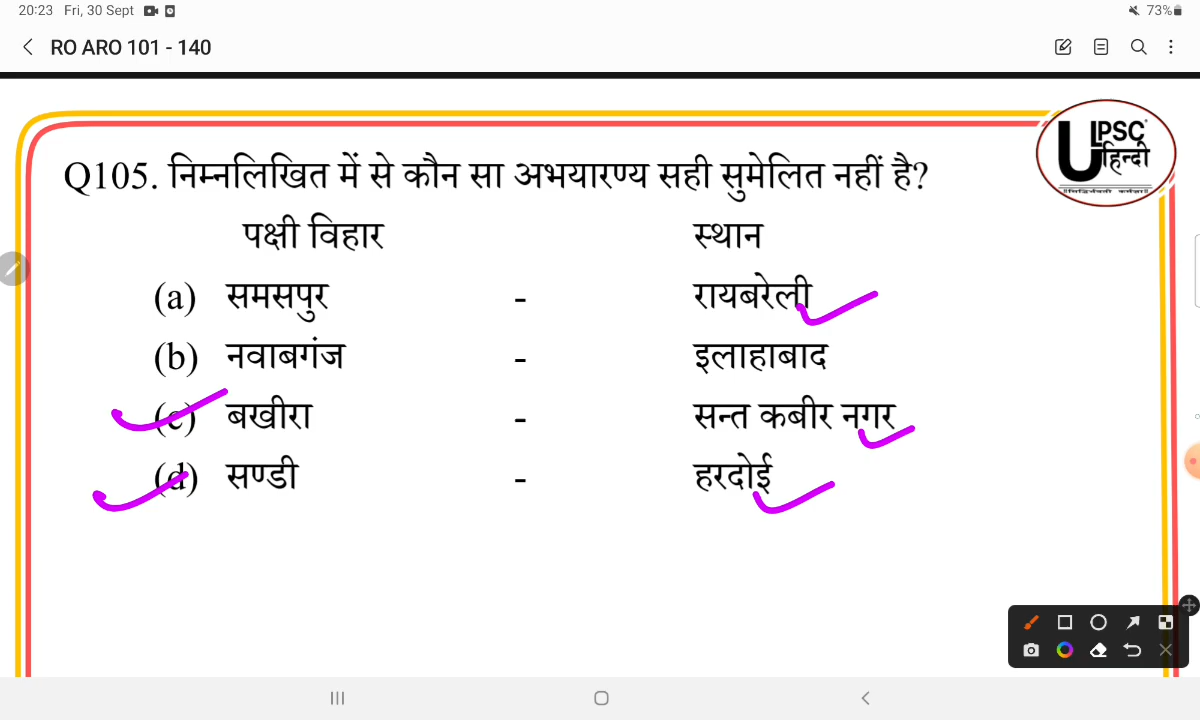 20:23 Fri, 30 Sept 73%
RO ARO 101 - 140
UPSC
हिन्दी
Q105. निम्नलिखित में से कौन सा अभयारण्य सही सुमेलित नहीं है?
पक्षी विहार स्थान
(a) समसपुर - रायबरेली
(b) नवाबगंज - इलाहाबाद
(c) बखीरा - सन्त कबीर नगर
(d) सण्डी - हरदोई